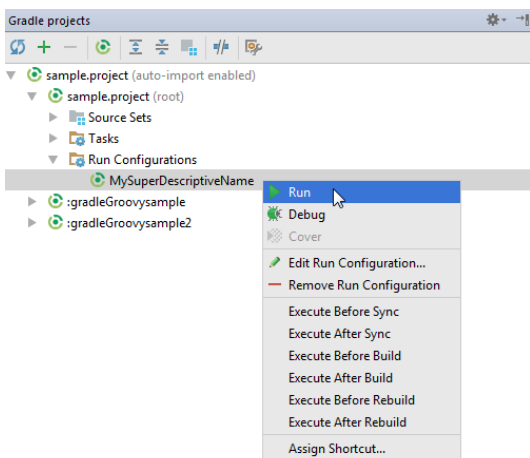 Gradle projects
sample.project (auto-import enabled)
sample.project (root)
Source Sets
Tasks
Run Configurations
MySuperDescriptiveName
:gradleGroovysample
:gradleGroovysample2
Run
Debug
Cover
Edit Run Configuration...
Remove Run Configuration
Execute Before Sync
Execute After Sync
Execute Before Build
Execute After Build
Execute Before Rebuild
Execute After Rebuild
Assign Shortcut...